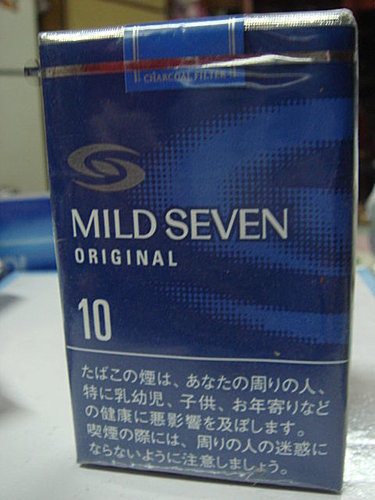 CHARCOAL FILTER
MILD SEVEN
ORIGINAL
10
たばこの煙は、あなたの周りの人、
特に乳幼児、子供、お年寄りなど
の健康に悪影響を及ぼします。
喫煙の際には、周りの人の迷惑に
ならないように注意しましょう。